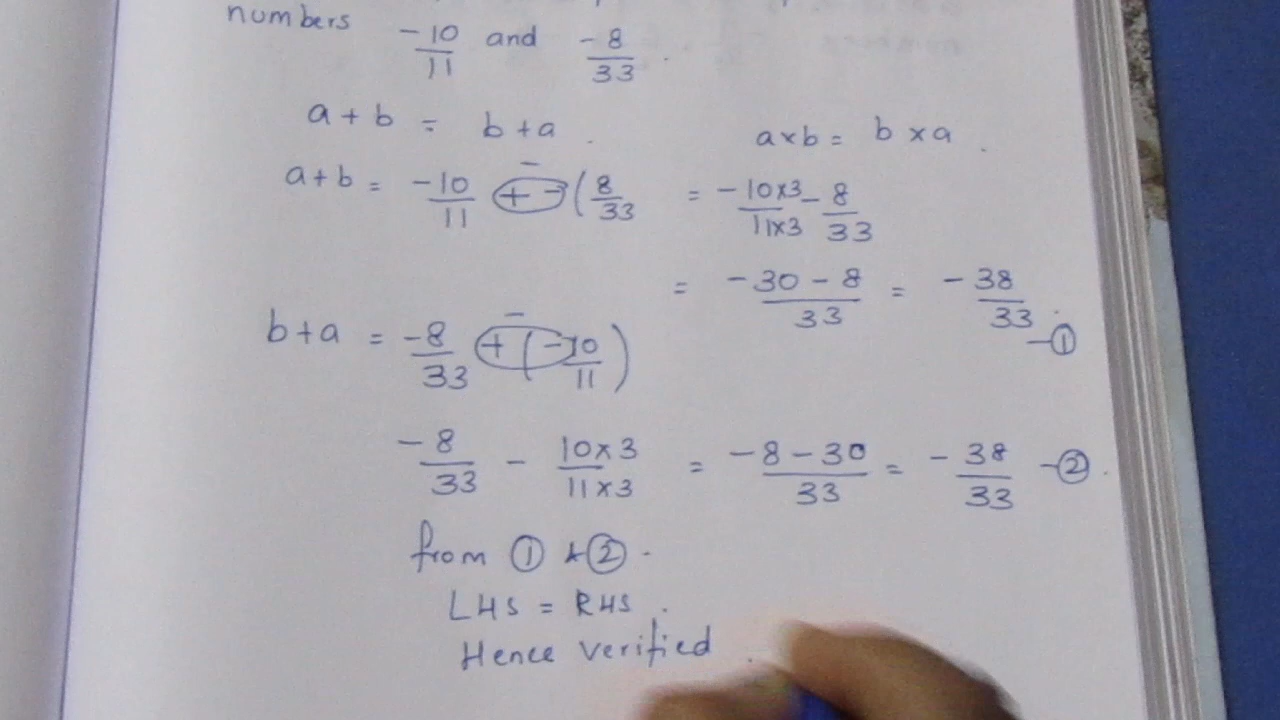 numbers -10/11 and -8/33 .
a + b = b + a .
a × b = b × a .
a + b = -10/11 + - ( 8/33 = - 10×3/11×3 - 8/33
= -30 - 8/33 = -38/33 . - ①
b + a = -8/33 + ( - 10/11 )
-8/33 - 10×3/11×3 = -8 - 30/33 = -38/33 - ② .
from ① & ② .
LHS = RHS .
Hence verified .